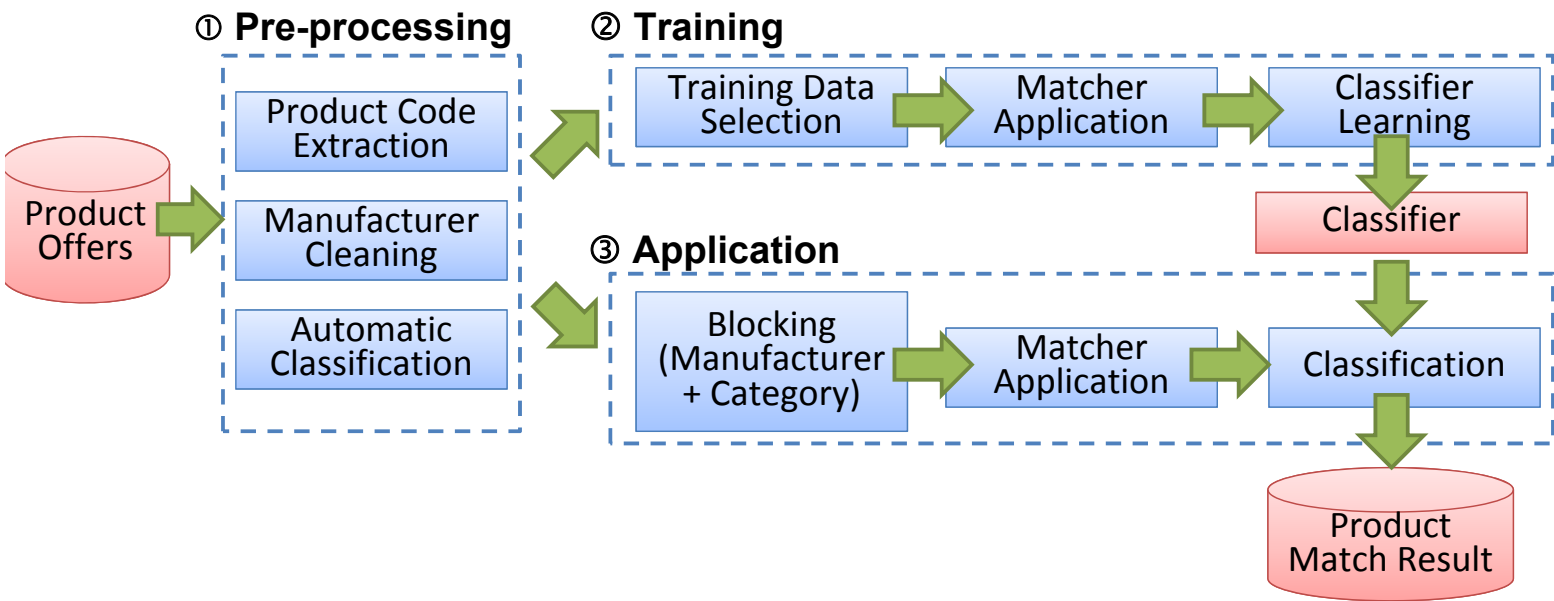 ① Pre-processing
Product
Offers
Product Code
Extraction
Manufacturer
Cleaning
Automatic
Classification
② Training
Training Data
Selection
Matcher
Application
Classifier
Learning
Classifier
③ Application
Blocking
(Manufacturer
+ Category)
Matcher
Application
Classification
Product
Match Result